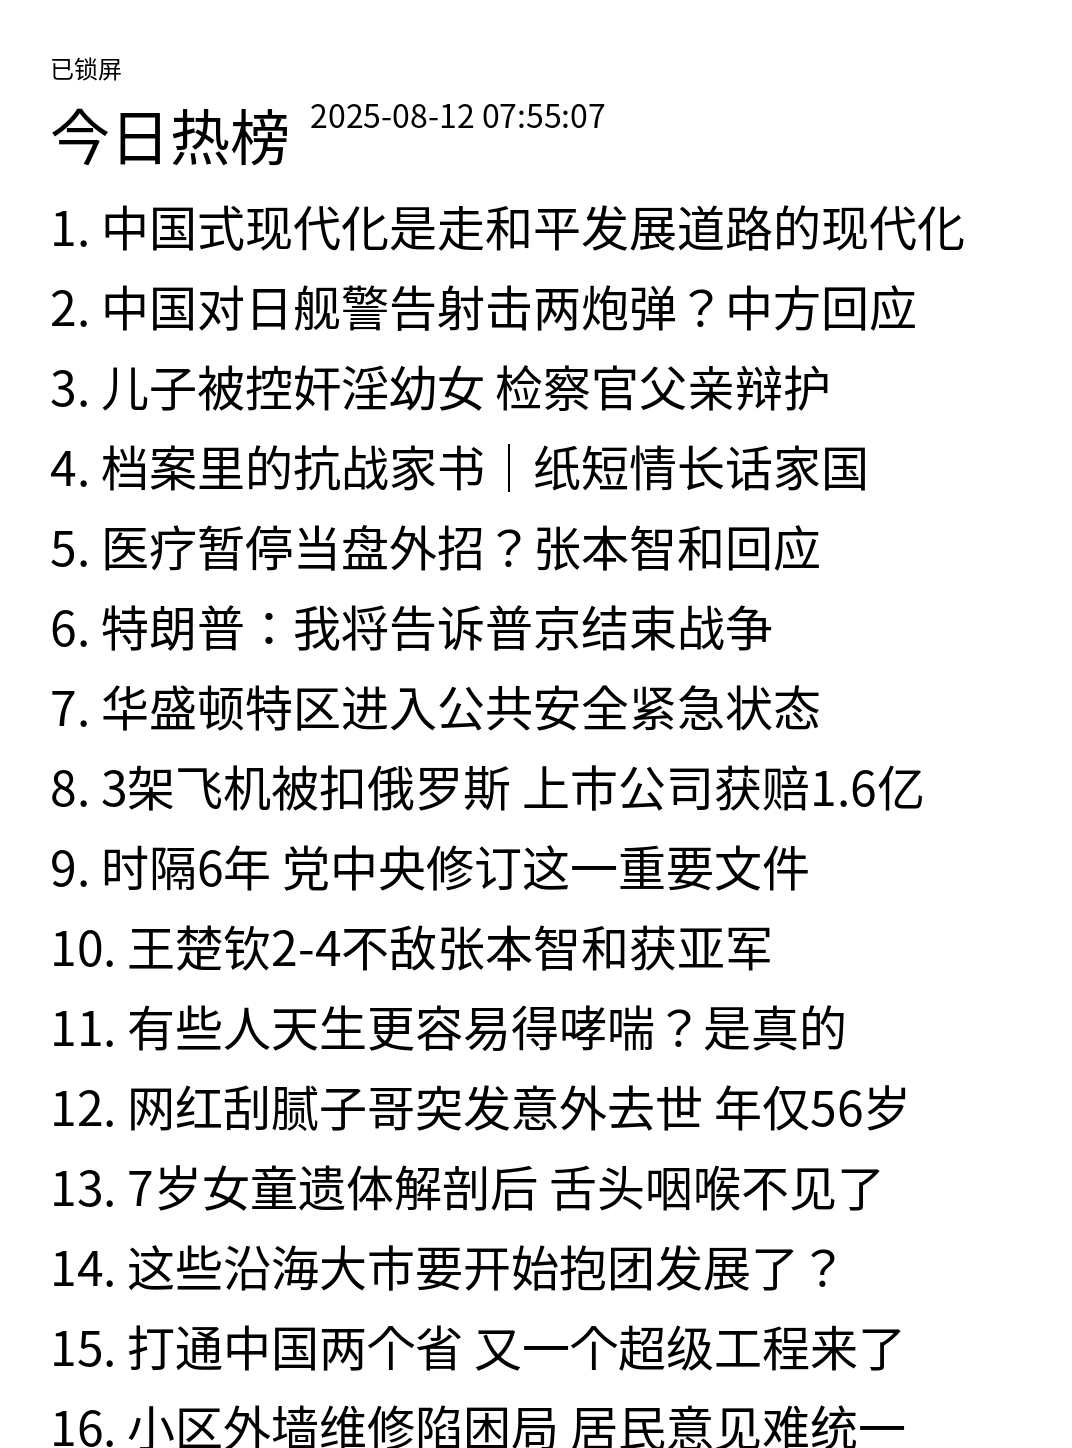 已锁屏
今日热榜 2025-08-12 07:55:07
1. 中国式现代化是走和平发展道路的现代化
2. 中国对日舰警告射击两炮弹？中方回应
3. 儿子被控奸淫幼女 检察官父亲辩护
4. 档案里的抗战家书｜纸短情长话家国
5. 医疗暂停当盘外招？张本智和回应
6. 特朗普：我将告诉普京结束战争
7. 华盛顿特区进入公共安全紧急状态
8. 3架飞机被扣俄罗斯 上市公司获赔1.6亿
9. 时隔6年 党中央修订这一重要文件
10. 王楚钦2-4不敌张本智和获亚军
11. 有些人天生更容易得哮喘？是真的
12. 网红刮腻子哥突发意外去世 年仅56岁
13. 7岁女童遗体解剖后 舌头咽喉不见了
14. 这些沿海大市要开始抱团发展了？
15. 打通中国两个省 又一个超级工程来了
16. 小区外墙维修陷困局 居民意见难统一